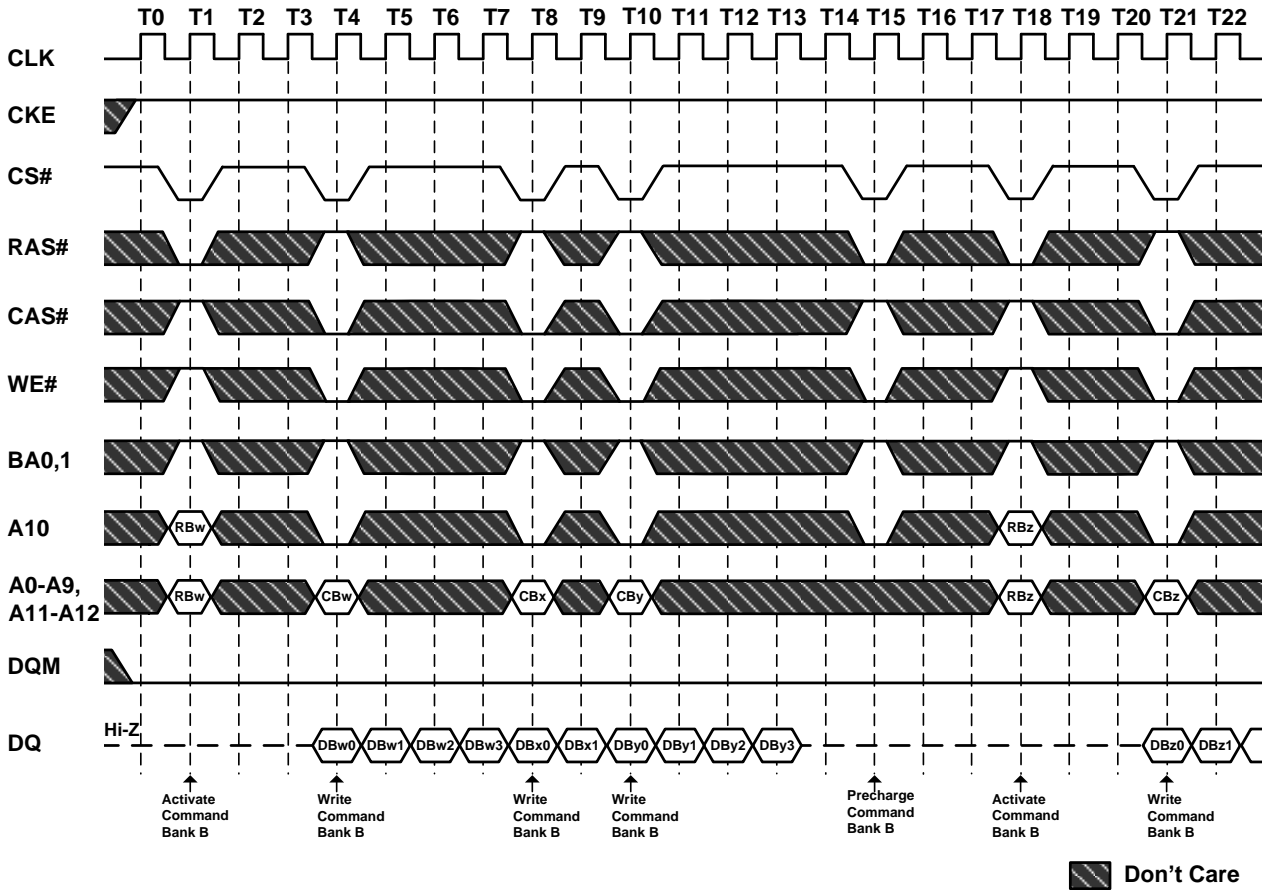 T0 T1 T2 T3 T4 T5 T6 T7 T8 T9 T10 T11 T12 T13 T14 T15 T16 T17 T18 T19 T20 T21 T22
CLK
CKE
CS#
RAS#
CAS#
WE#
BA0,1
A10 RBw RBz
A0-A9,
A11-A12 RBw CBw CBx CBy RBz CBz
DQM
Hi-Z
DQ DBw0 DBw1 DBw2 DBw3 DBx0 DBx1 DBy0 DBy1 DBy2 DBy3 DBz0 DBz1
Activate
Command
Bank B
Write
Command
Bank B
Write
Command
Bank B
Write
Command
Bank B
Precharge
Command
Bank B
Activate
Command
Bank B
Write
Command
Bank B
Don't Care